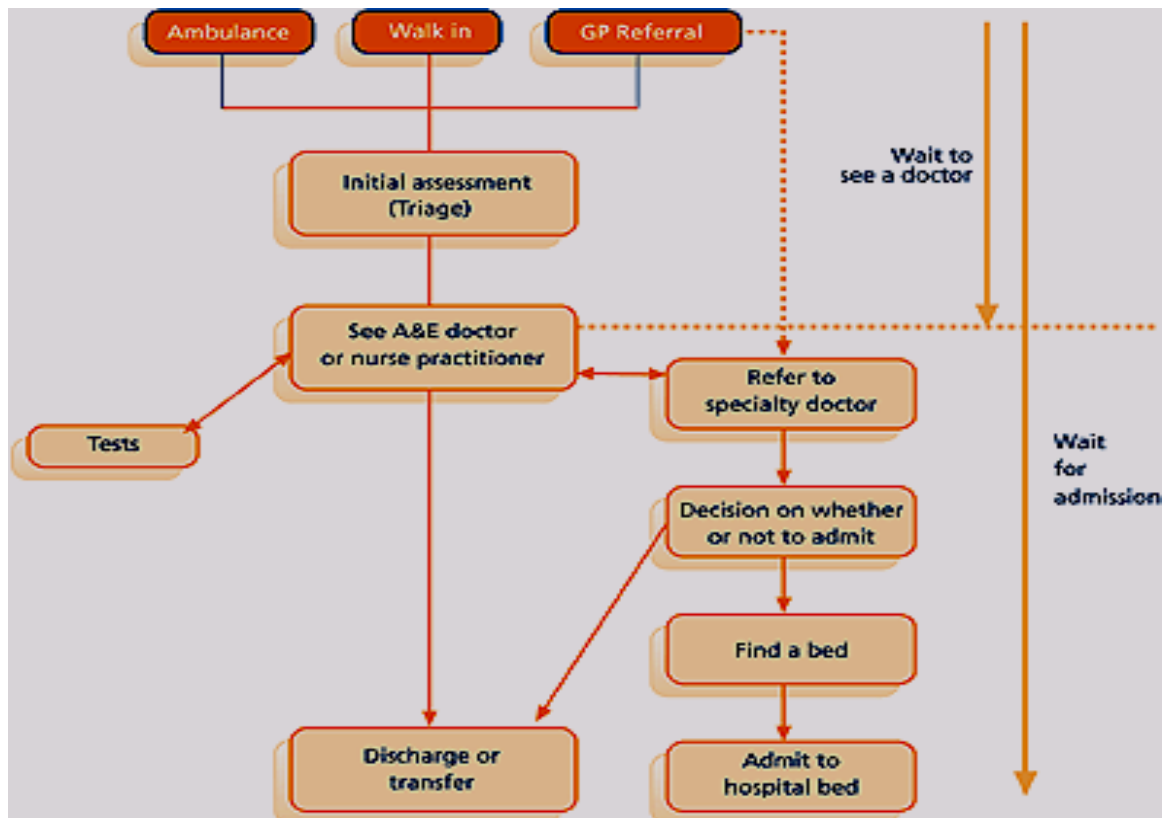 Ambulance
Walk in
GP Referral
Wait to
see a doctor
Initial assessment
(Triage)
See A&E doctor
or nurse practitioner
Refer to
specialty doctor
Tests
Wait
for
admission
Decision on whether
or not to admit
Find a bed
Discharge or
transfer
Admit to
hospital bed